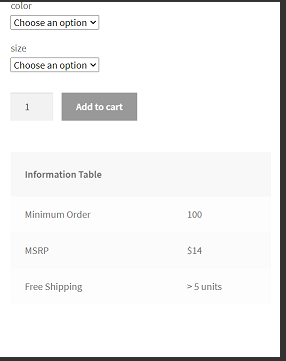 color
Choose an option
size
Choose an option
1 Add to cart
Information Table
Minimum Order 100
MSRP $14
Free Shipping > 5 units